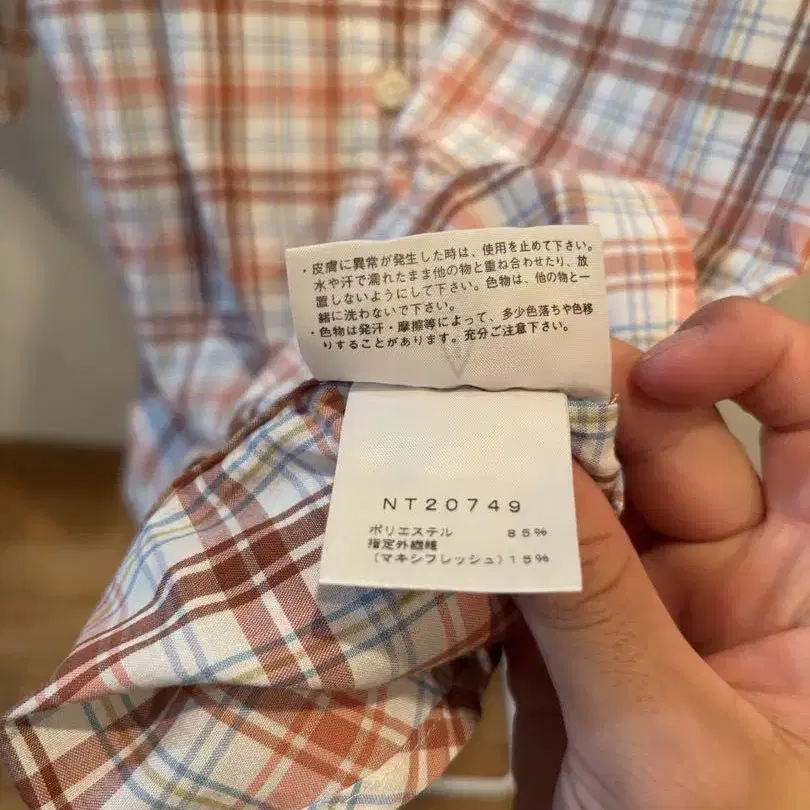 ・皮膚に異常が発生した時は、使用を止めて下さい。
水や汗で濡れたまま他の物と重ね合わせたり、放
置しないようにして下さい。色物は、他の物と一
緒に洗わないで下さい。
・色物は発汗・摩擦等によって、多少色落ちや色移
りすることがあります。充分ご注意下さい。
NT20749
ポリエステル 85%
指定外繊維
(マキシフレッシュ)15%